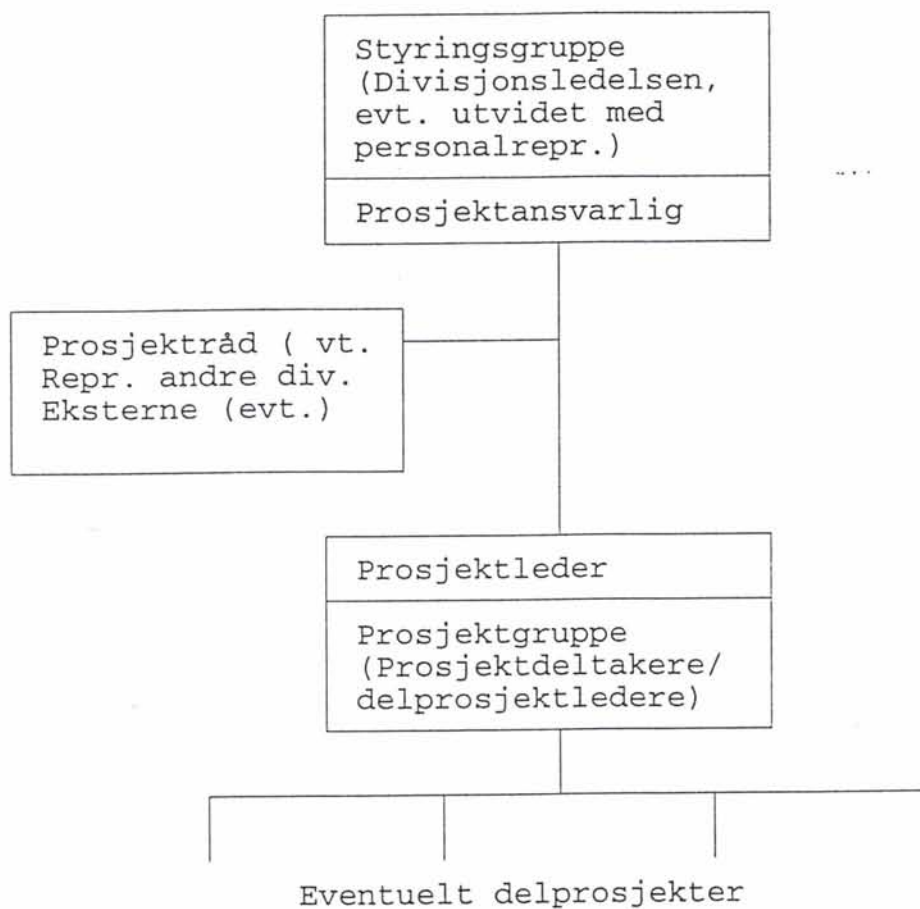 Styringsgruppe
(Divisjonsledelsen,
evt. utvidet med
personalrepr.)
Prosjektansvarlig
Prosjektråd ( vt.
Repr. andre div.
Eksterne (evt.)
Prosjektleder
Prosjektgruppe
(Prosjektdeltakere/
delprosjektledere)
Eventuelt delprosjekter